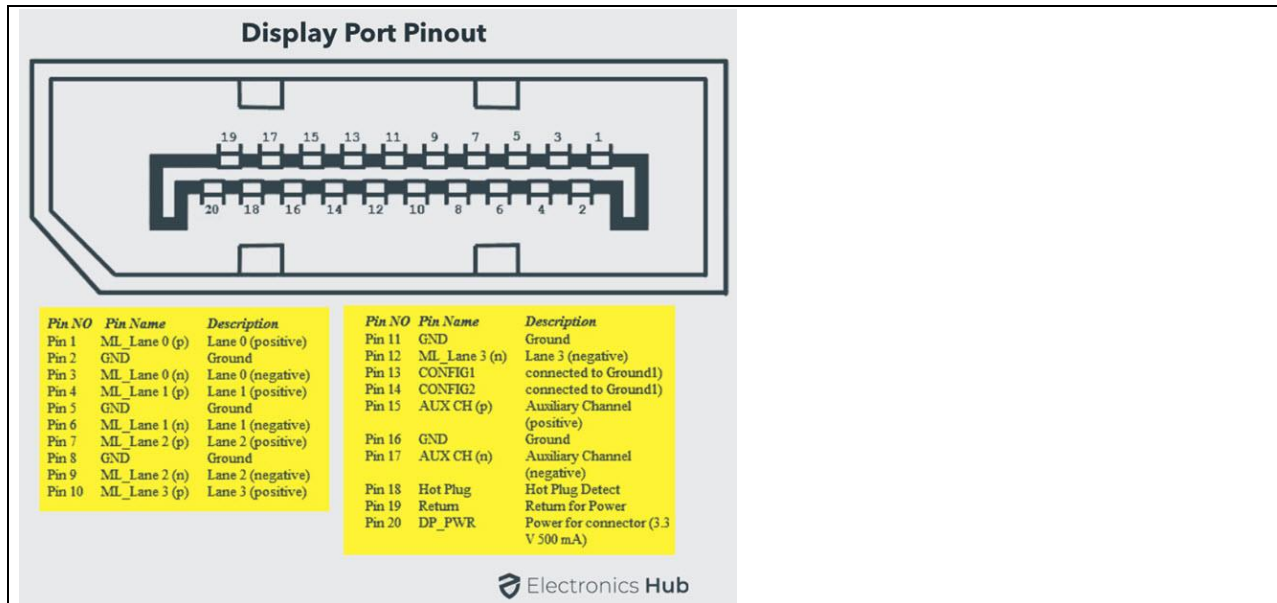 Display Port Pinout
19 17 15 13 11 9 7 5 3 1
20 18 16 14 12 10 8 6 4 2
Pin NO Pin Name Description
Pin 1 ML_Lane 0 (p) Lane 0 (positive)
Pin 2 GND Ground
Pin 3 ML_Lane 0 (n) Lane 0 (negative)
Pin 4 ML_Lane 1 (p) Lane 1 (positive)
Pin 5 GND Ground
Pin 6 ML_Lane 1 (n) Lane 1 (negative)
Pin 7 ML_Lane 2 (p) Lane 2 (positive)
Pin 8 GND Ground
Pin 9 ML_Lane 2 (n) Lane 2 (negative)
Pin 10 ML_Lane 3 (p) Lane 3 (positive)
Pin NO Pin Name Description
Pin 11 GND Ground
Pin 12 ML_Lane 3 (n) Lane 3 (negative)
Pin 13 CONFIG1 connected to Ground1)
Pin 14 CONFIG2 connected to Ground1)
Pin 15 AUX CH (p) Auxiliary Channel
(positive)
Pin 16 GND Ground
Pin 17 AUX CH (n) Auxiliary Channel
(negative)
Pin 18 Hot Plug Hot Plug Detect
Pin 19 Return Return for Power
Pin 20 DP_PWR Power for connector (3.3
V 500 mA)
Electronics Hub